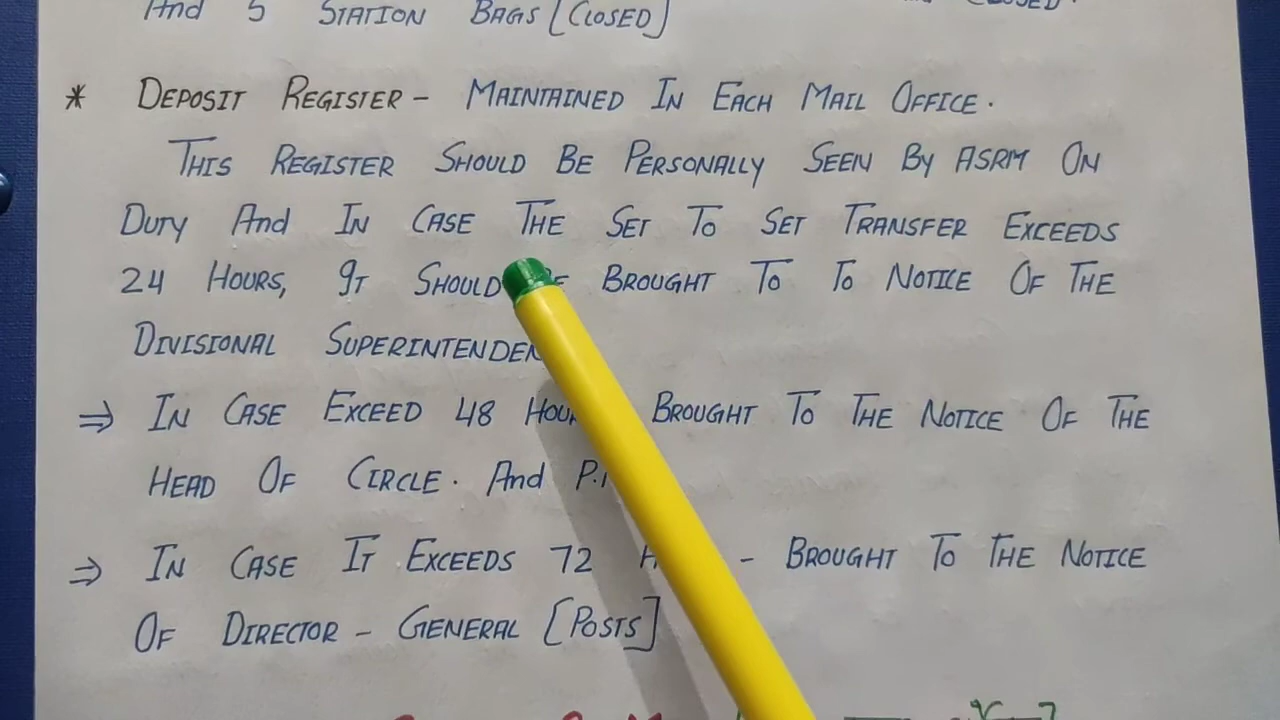 And 5 STATION BAGS [CLOSED] CLOSED.
* DEPOSIT REGISTER - MAINTAINED IN EACH MAIL OFFICE.
THIS REGISTER SHOULD BE PERSONALLY SEEN BY ASRM ON
DUTY And IN CASE THE SET TO SET TRANSFER EXCEEDS
24 HOURS, IT SHOULD BROUGHT TO TO NOTICE OF THE
DIVISIONAL
⇒ IN CASE EXCEED 48 BROUGHT TO THE NOTICE OF THE
HEAD OF CIRCLE. And
⇒ IN CASE IT EXCEEDS 72 - BROUGHT TO THE NOTICE
OF DIRECTOR - GENERAL [POSTS]